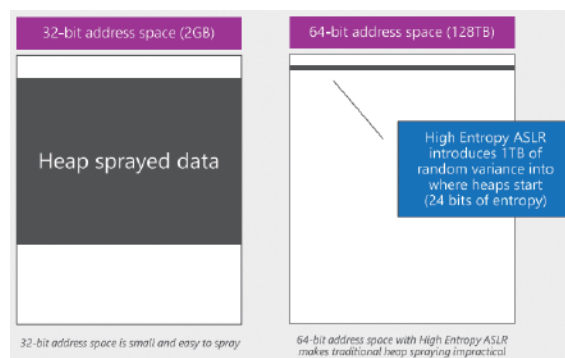 32-bit address space (2GB)
64-bit address space (128TB)
Heap sprayed data
High Entropy ASLR
introduces 1TB of
random variance into
where heaps start
(24 bits of entropy)
32-bit address space is small and easy to spray
64-bit address space with High Entropy ASLR
makes traditional heap spraying impractical